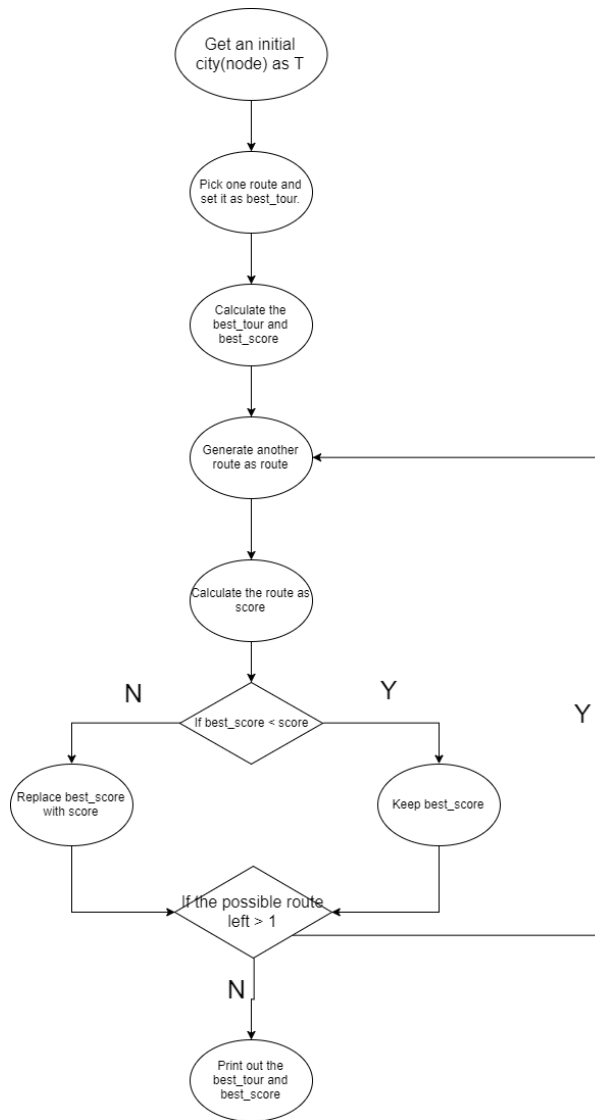 Get an initial
city(node) as T
Pick one route and
set it as best_tour.
Calculate the
best_tour and
best_score
Generate another
route as route
Calculate the route as
score
N
Y
If best_score < score
Y
Replace best_score
with score
Keep best_score
If the possible route
left > 1
N
Print out the
best_tour and
best_score